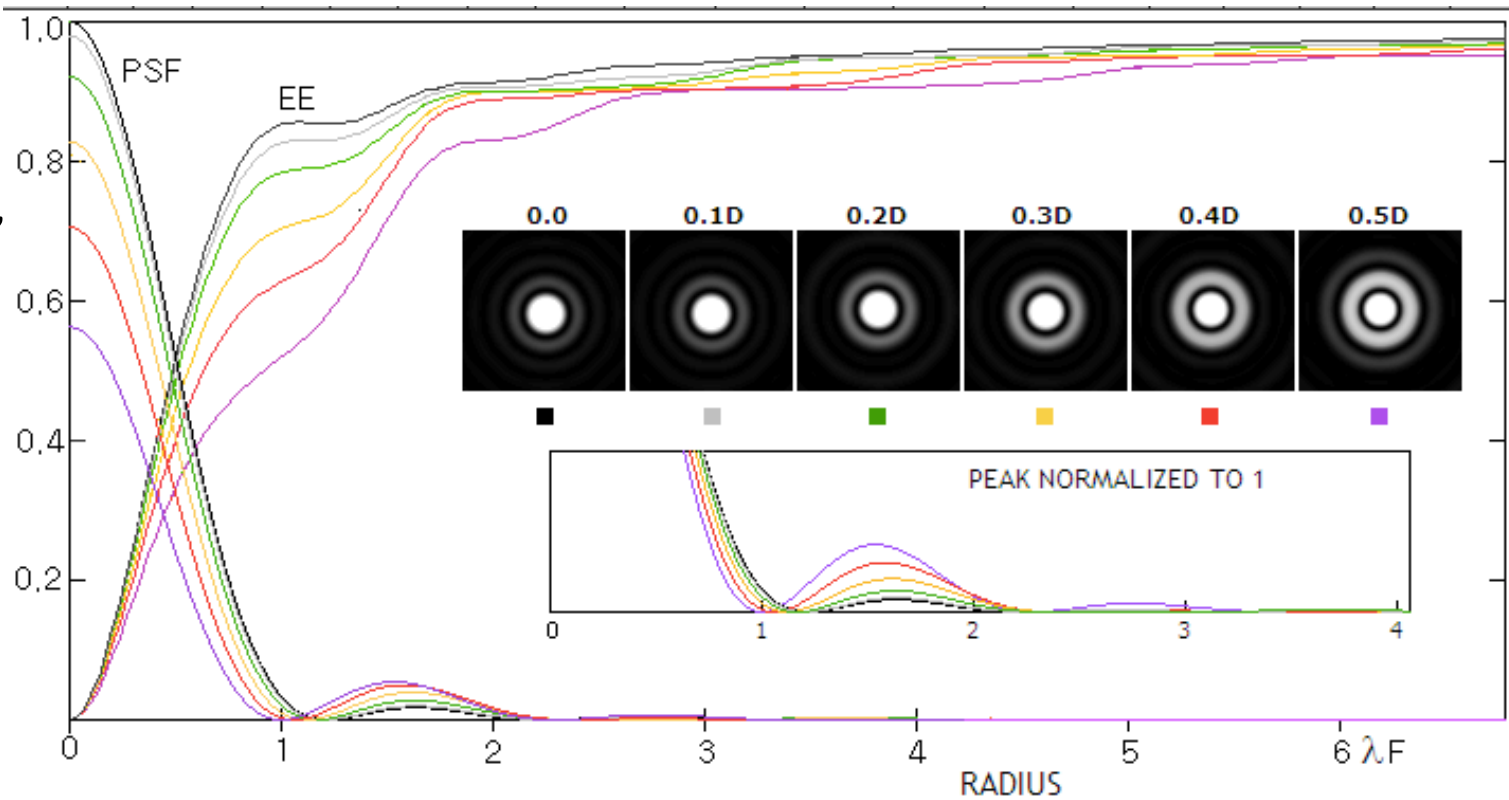 1,0
PSF
EE
0,8
0.0 0.1D 0.2D 0.3D 0.4D 0.5D
0,6
0,4
PEAK NORMALIZED TO 1
0,2
0 1 2 3 4
0 1 2 3 4 5 6 λF
RADIUS